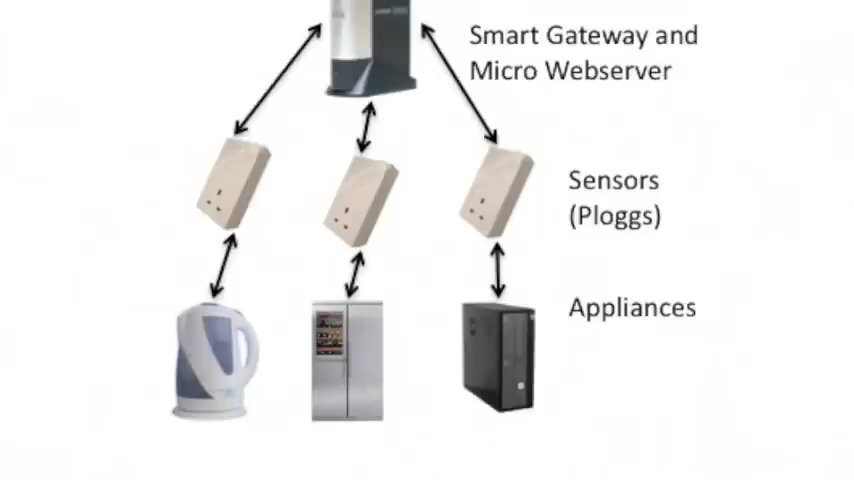 Smart Gateway and
Micro Webserver
Sensors
(Ploggs)
Appliances